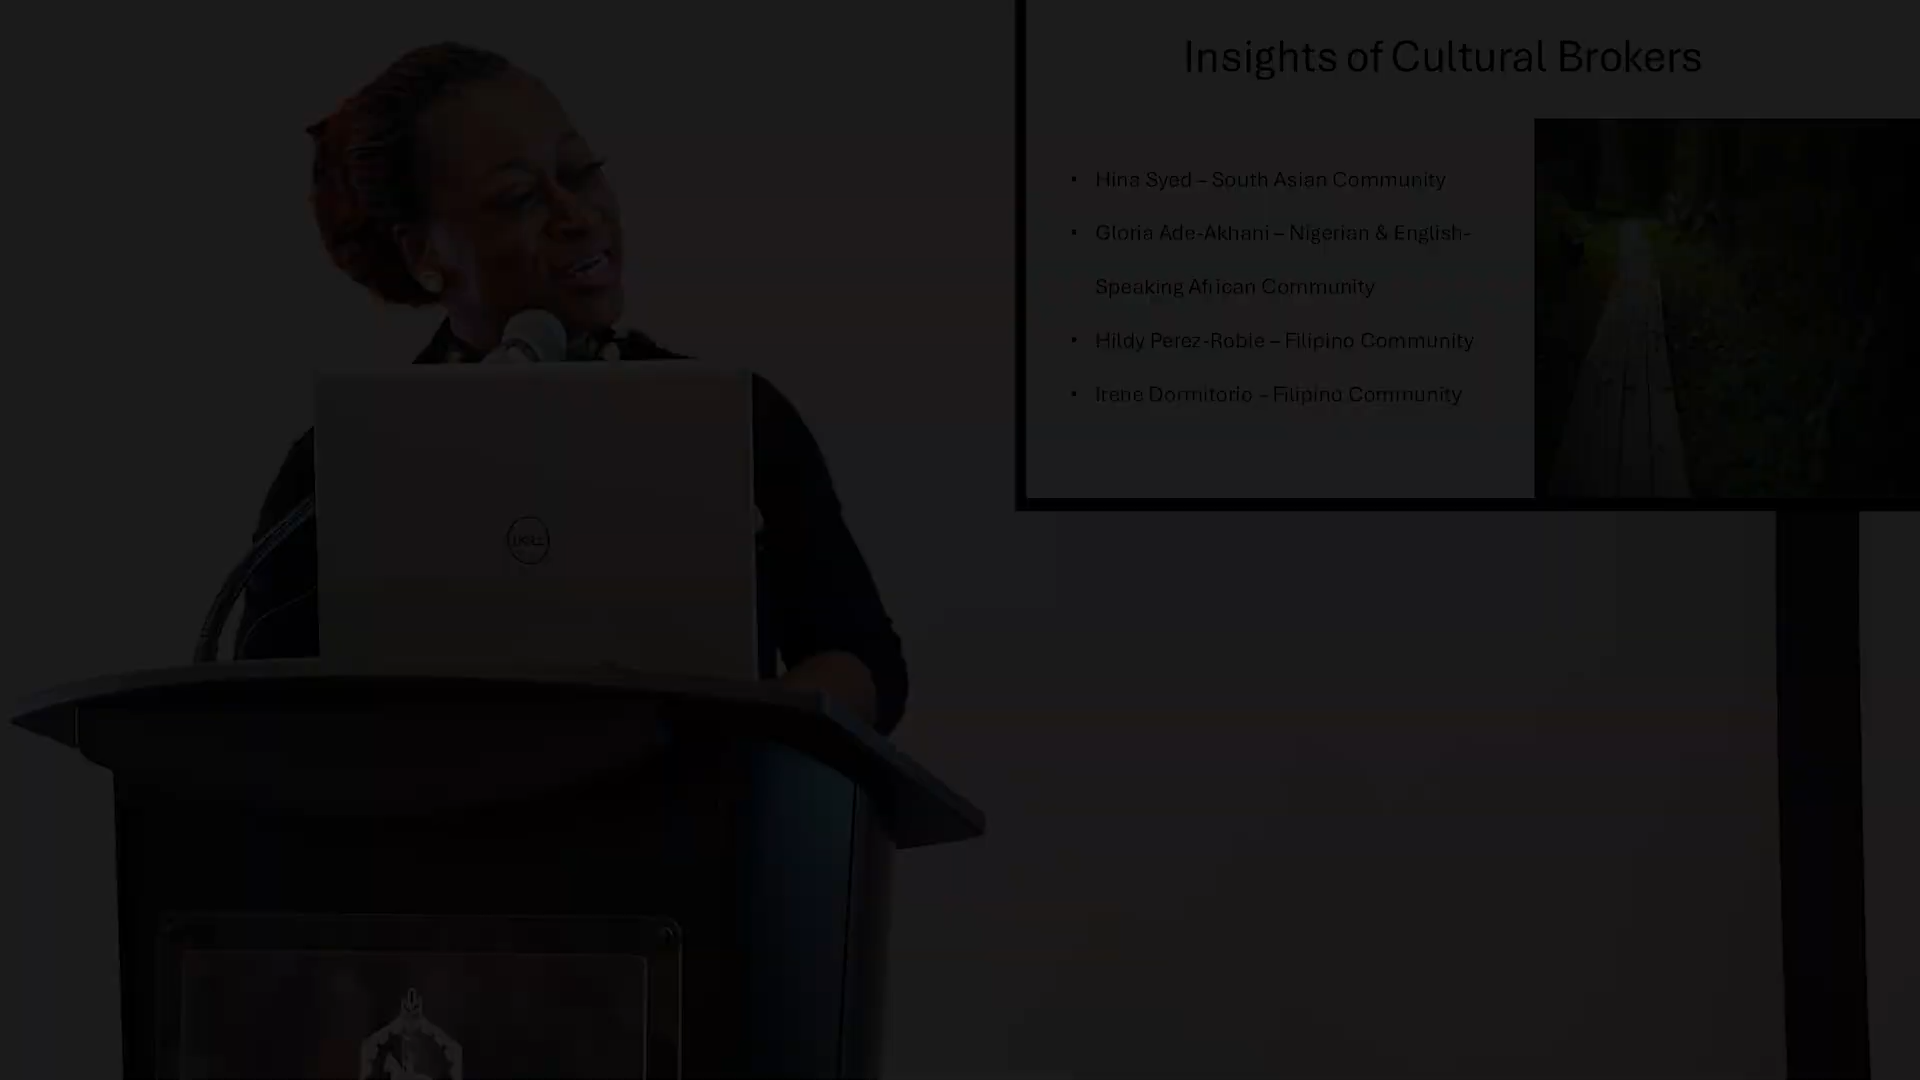 Insights of Cultural Brokers
• Hina Syed – South Asian Community
• Gloria Ade-Akhani – Nigerian & English-
Speaking African Community
• Hildy Perez-Roble – Filipino Community
• Irene Dormitorio – Filipino Community
DELL